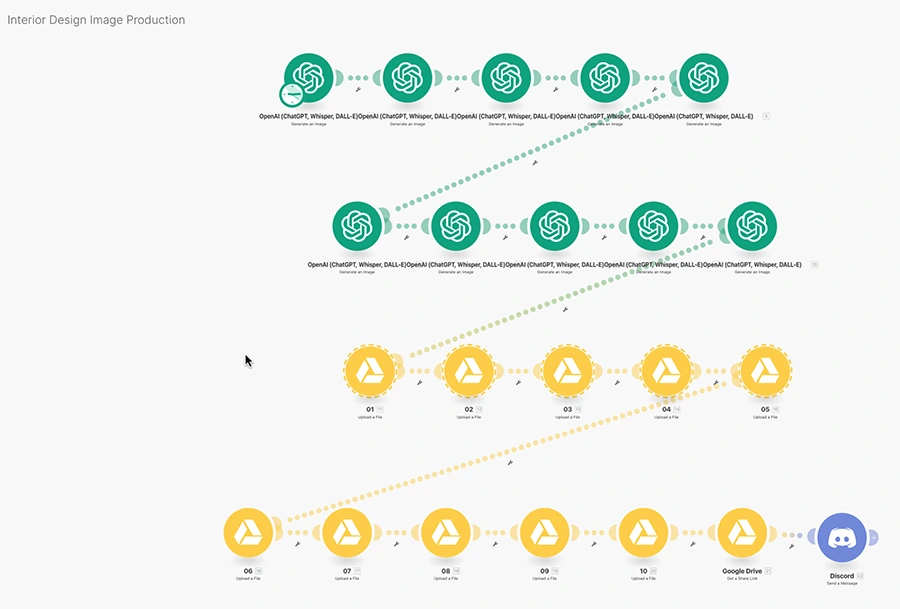 Interior Design Image Production
OpenAI (ChatGPT, Whisper, DALL-E) OpenAI (ChatGPT, Whisper, DALL-E) OpenAI (ChatGPT, Whisper, DALL-E) OpenAI (ChatGPT, Whisper, DALL-E) OpenAI (ChatGPT, Whisper, DALL-E) 5
Generate an Image Generate an Image Generate an Image Generate an Image Generate an Image
OpenAI (ChatGPT, Whisper, DALL-E) OpenAI (ChatGPT, Whisper, DALL-E) OpenAI (ChatGPT, Whisper, DALL-E) OpenAI (ChatGPT, Whisper, DALL-E) OpenAI (ChatGPT, Whisper, DALL-E) 10
Generate an Image Generate an Image Generate an Image Generate an Image Generate an Image
01 11 02 12 03 13 04 14 05 15
Upload a File Upload a File Upload a File Upload a File Upload a File
06 16 07 17 08 18 09 19 10 Google Drive Discord
Upload a File Upload a File Upload a File Upload a File Upload a File Get a Share Link Send a Message